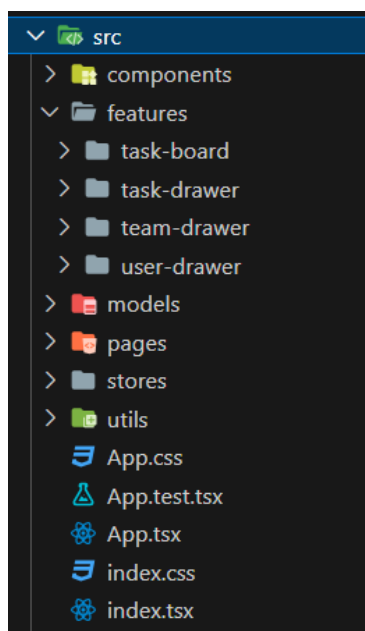 src
components
features
task-board
task-drawer
team-drawer
user-drawer
models
pages
stores
utils
App.css
App.test.tsx
App.tsx
index.css
index.tsx